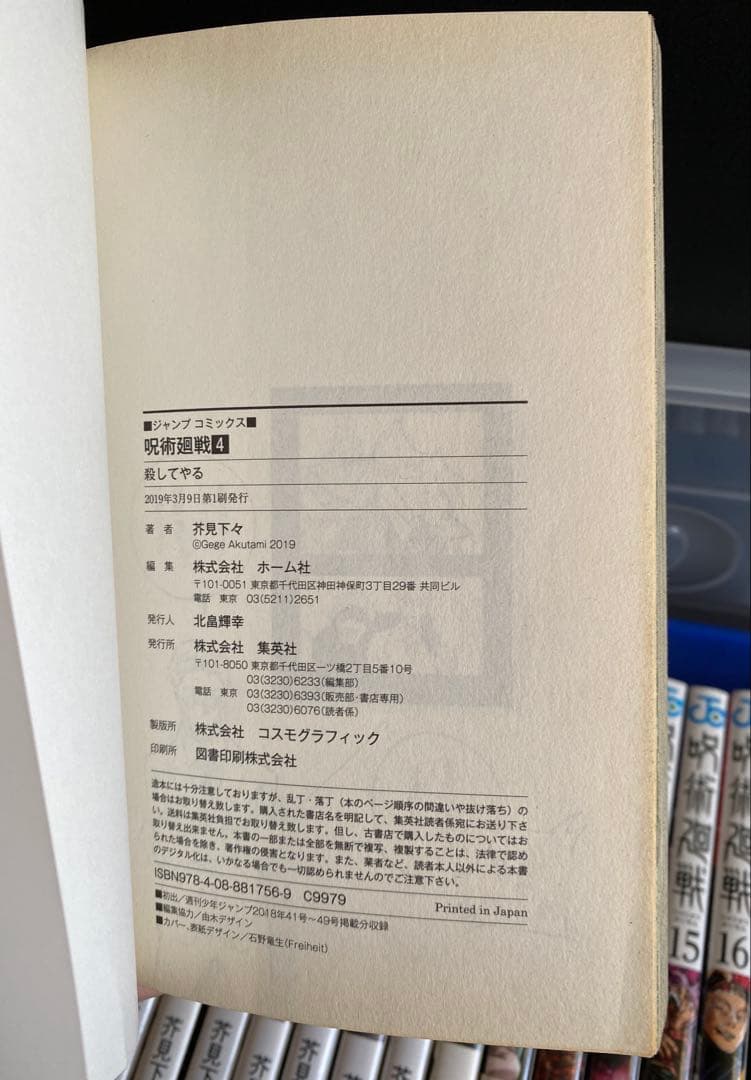 ■ジャンプ コミックス■
呪術廻戦4
殺してやる
2019年3月9日第1刷発行
著 者 芥見下々
©Gege Akutami 2019
編 集 株式会社 ホーム社
〒101-0051 東京都千代田区神田神保町3丁目29番 共同ビル
電話 東京 03(5211)2651
発行人 北畠輝幸
発行所 株式会社 集英社
〒101-8050 東京都千代田区一ツ橋2丁目5番10号
03(3230)6233(編集部)
電話 東京 03(3230)6393(販売部・書店専用)
03(3230)6076(読者係)
製版所 株式会社 コスモグラフィック
印刷所 図書印刷株式会社
造本には十分注意しておりますが、乱丁・落丁(本のページ順序の間違いや抜け落ち)の
場合はお取り替え致します。購入された書店名を明記して、集英社読者係宛にお送り下さ
い。送料は集英社負担でお取り替え致します。但し、古書店で購入したものについてはお
取り替え出来ません。本書の一部または全部を無断で複写、複製することは、法律で認め
られた場合を除き、著作権の侵害となります。また、業者など、読者本人以外による本書
のデジタル化は、いかなる場合でも一切認められませんのでご注意下さい。
ISBN978-4-08-881756-9 C9979
Printed in Japan
■初出/週刊少年ジャンプ2018年41号〜49号掲載分収録
■編集協力/由木デザイン
■カバー、表紙デザイン/石野竜生(Freiheit)
呪
15
呪術廻戦
16
芥見下
芥見下
芥見
芥見
芥見
芥